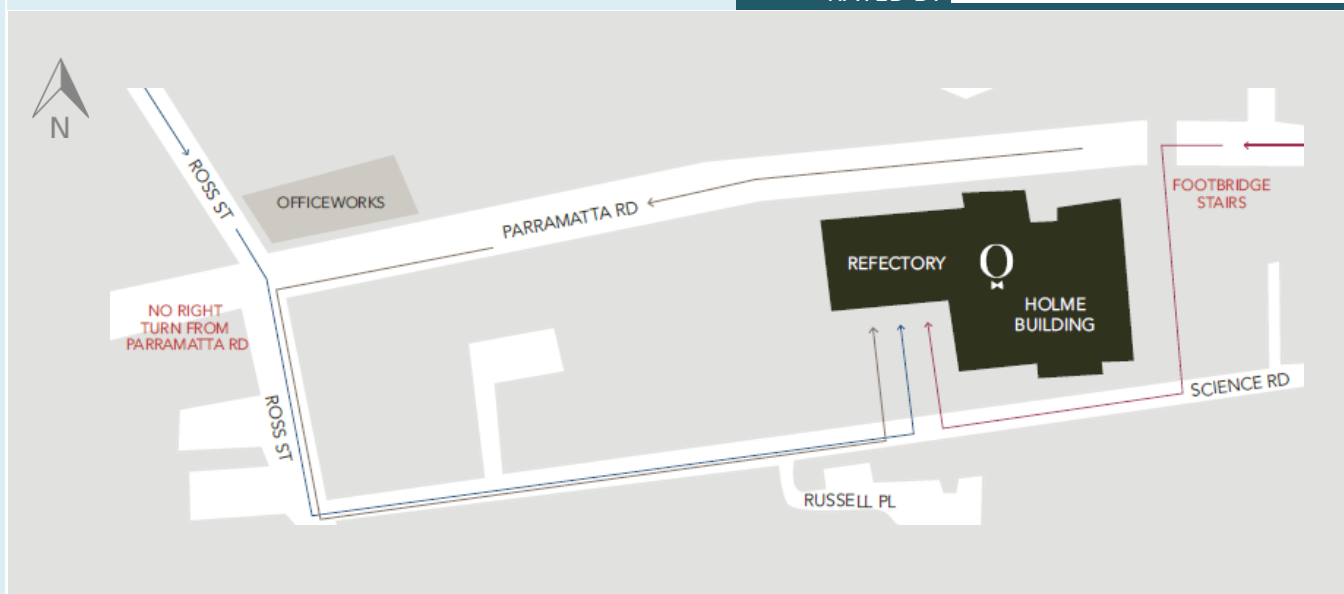 N
ROSS ST
OFFICEWORKS
PARRAMATTA RD
FOOTBRIDGE
STAIRS
REFECTORY
HOLME
BUILDING
NO RIGHT
TURN FROM
PARRAMATTA RD
ROSS ST
SCIENCE RD
RUSSELL PL